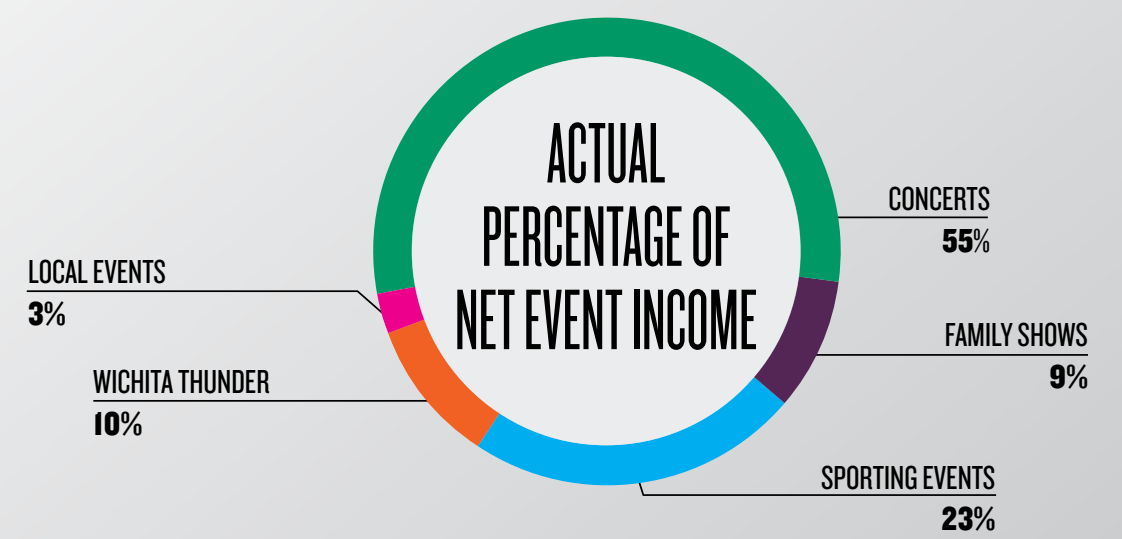 ACTUAL
PERCENTAGE OF
NET EVENT INCOME
CONCERTS
55%
FAMILY SHOWS
9%
SPORTING EVENTS
23%
WICHITA THUNDER
10%
LOCAL EVENTS
3%